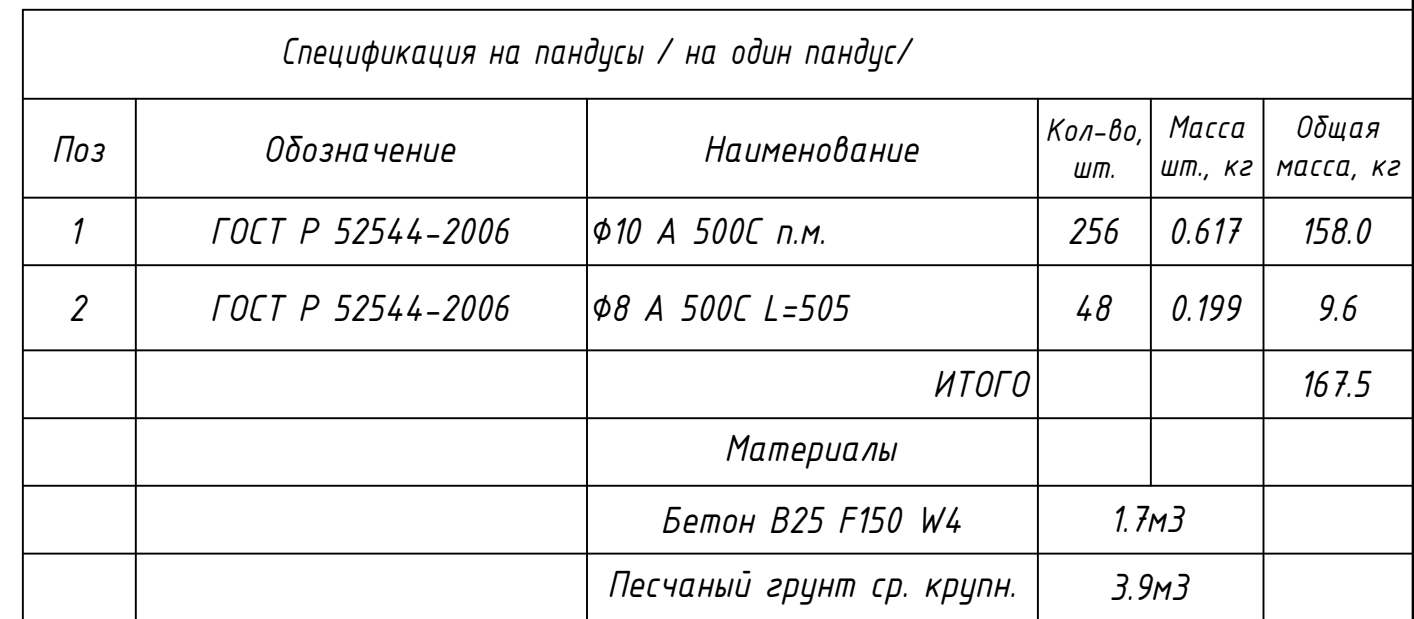 Спецификация на пандусы / на один пандус/
Поз Обозначение Наименование Кол-во, шт. Масса шт., кг Общая масса, кг
1 ГОСТ Р 52544-2006 Ф10 А 500С п.м. 256 0.617 158.0
2 ГОСТ Р 52544-2006 Ф8 А 500С L=505 48 0.199 9.6
ИТОГО 167.5
Материалы
Бетон В25 F150 W4 1.7м3
Песчаный грунт ср. крупн. 3.9м3